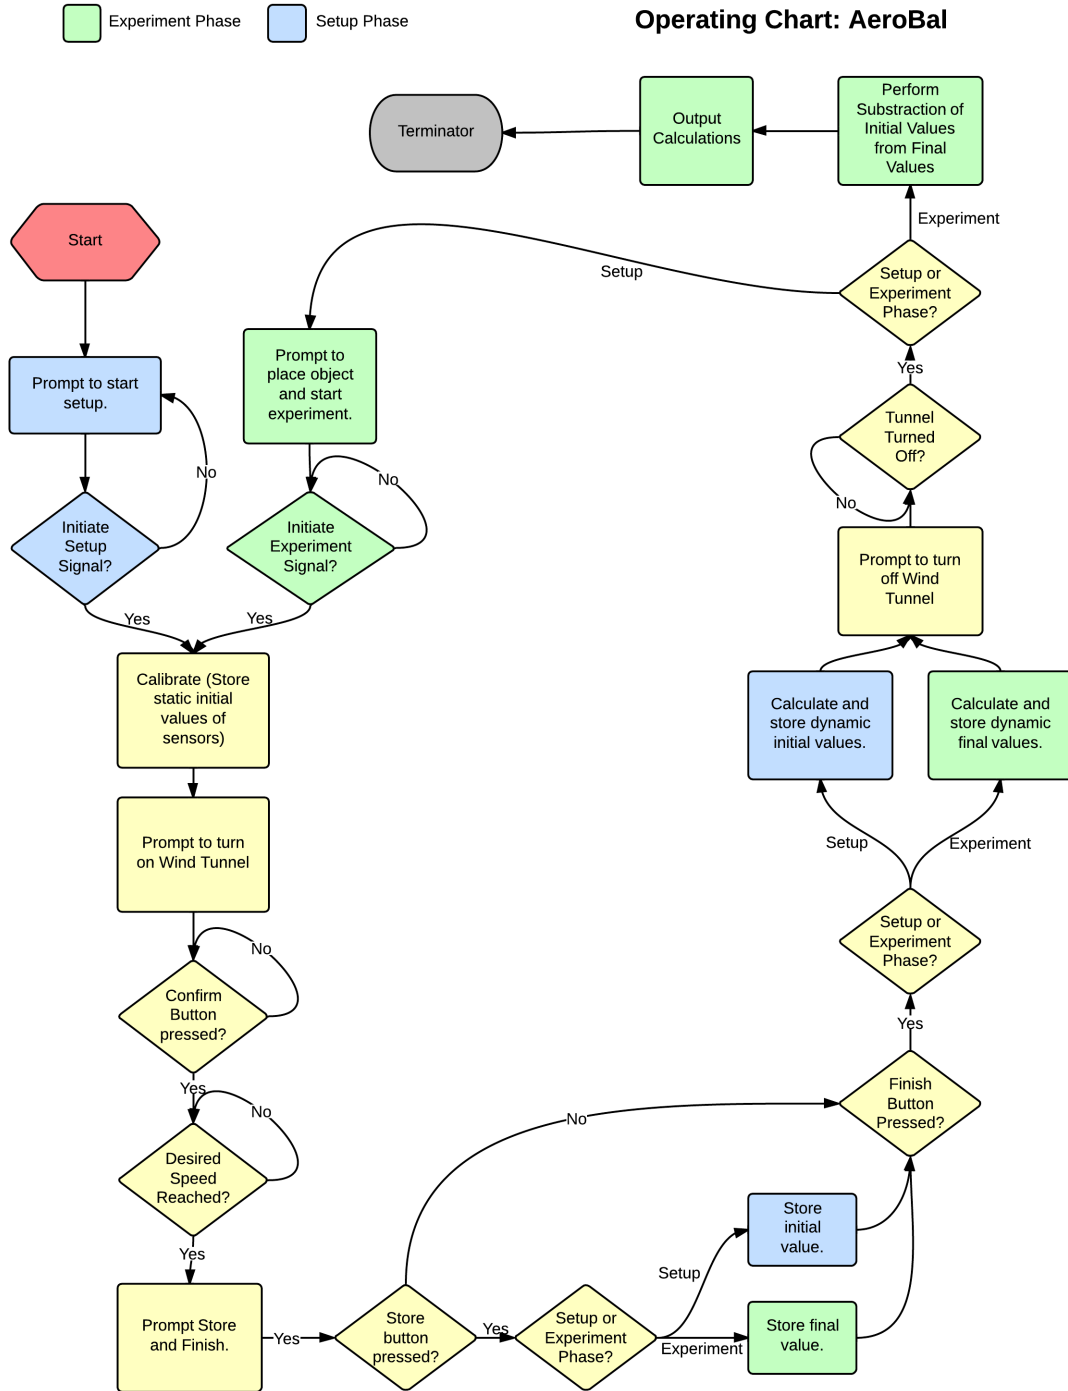 Experiment Phase
Setup Phase
Operating Chart: AeroBal
Terminator
Output
Calculations
Perform
Substraction of
Initial Values
from Final
Values
Experiment
Start
Setup
Setup or
Experiment
Phase?
Prompt to start
setup.
Prompt to
place object
and start
experiment.
Yes
Tunnel
Turned
Off?
No
No
No
Initiate
Setup
Signal?
Initiate
Experiment
Signal?
Prompt to turn
off Wind
Tunnel
Yes
Yes
Calibrate (Store
static initial
values of
sensors)
Calculate and
store dynamic
initial values.
Calculate and
store dynamic
final values.
Prompt to turn
on Wind Tunnel
Setup
Experiment
No
Setup or
Experiment
Phase?
Confirm
Button
pressed?
Yes
Yes
No
Finish
Button
Pressed?
No
Desired
Speed
Reached?
Store
initial
value.
Yes
Setup
Prompt Store
and Finish.
Yes
Store
button
pressed?
Yes
Setup or
Experiment
Phase?
Experiment
Store final
value.